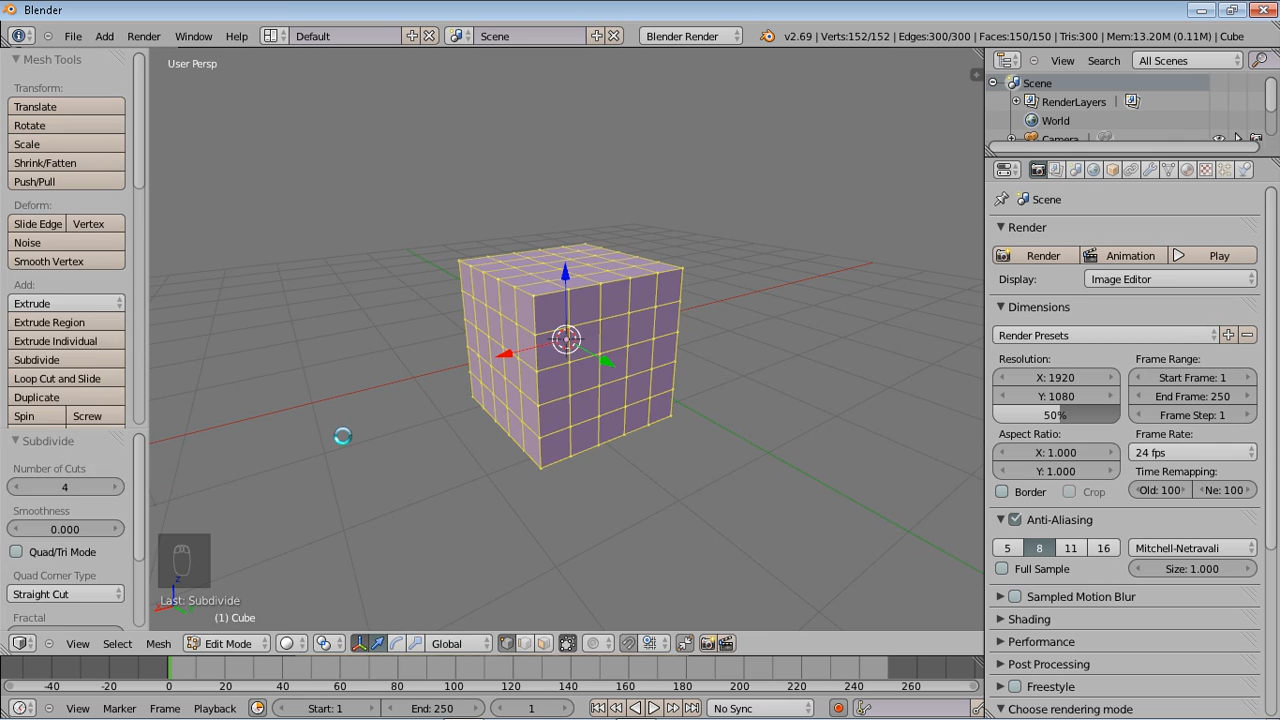 Blender
File Add Render Window Help Default Scene Blender Render v2.69 | Verts:152/152 | Edges:300/300 | Faces:150/150 | Tris:300 | Mem:13.20M (0.11M) | Cube
Mesh Tools
Transform:
Translate
Rotate
Scale
Shrink/Fatten
Push/Pull
Deform:
Slide Edge Vertex
Noise
Smooth Vertex
Add:
Extrude
Extrude Region
Extrude Individual
Subdivide
Loop Cut and Slide
Duplicate
Spin Screw
Subdivide
Number of Cuts
4
Smoothness
0.000
Quad/Tri Mode
Quad Corner Type
Straight Cut
Fractal
User Persp
z
Last: Subdivide
(1) Cube
View Select Mesh Edit Mode Global
-40 -20 0 20 40 60 80 100 120 140 160 180 200 220 240 260
View Marker Frame Playback Start: 1 End: 250 1 No Sync
View Search All Scenes
Scene
RenderLayers |
World
Camera
Scene
Render
Render Animation Play
Display: Image Editor
Dimensions
Render Presets
Resolution: Frame Range:
X: 1920 Start Frame: 1
Y: 1080 End Frame: 250
50% Frame Step: 1
Aspect Ratio: Frame Rate:
X: 1.000 24 fps
Y: 1.000 Time Remapping:
Border Crop Old: 100 Ne: 100
Anti-Aliasing
5 8 11 16 Mitchell-Netravali
Full Sample Size: 1.000
Sampled Motion Blur
Shading
Performance
Post Processing
Freestyle
Choose rendering mode